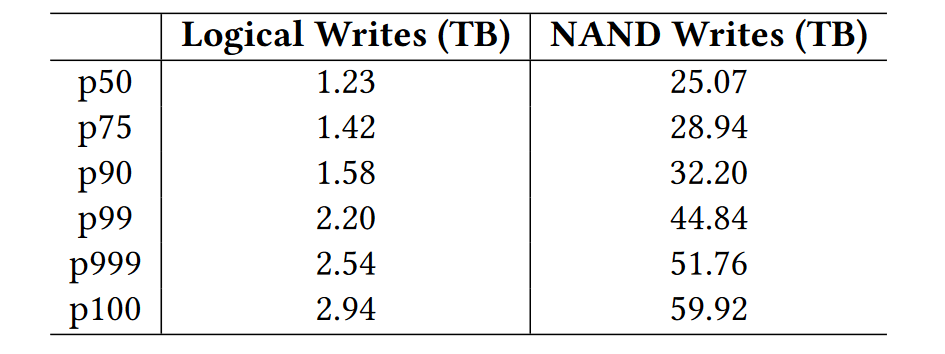 Logical Writes (TB) NAND Writes (TB)
p50 1.23 25.07
p75 1.42 28.94
p90 1.58 32.20
p99 2.20 44.84
p999 2.54 51.76
p100 2.94 59.92